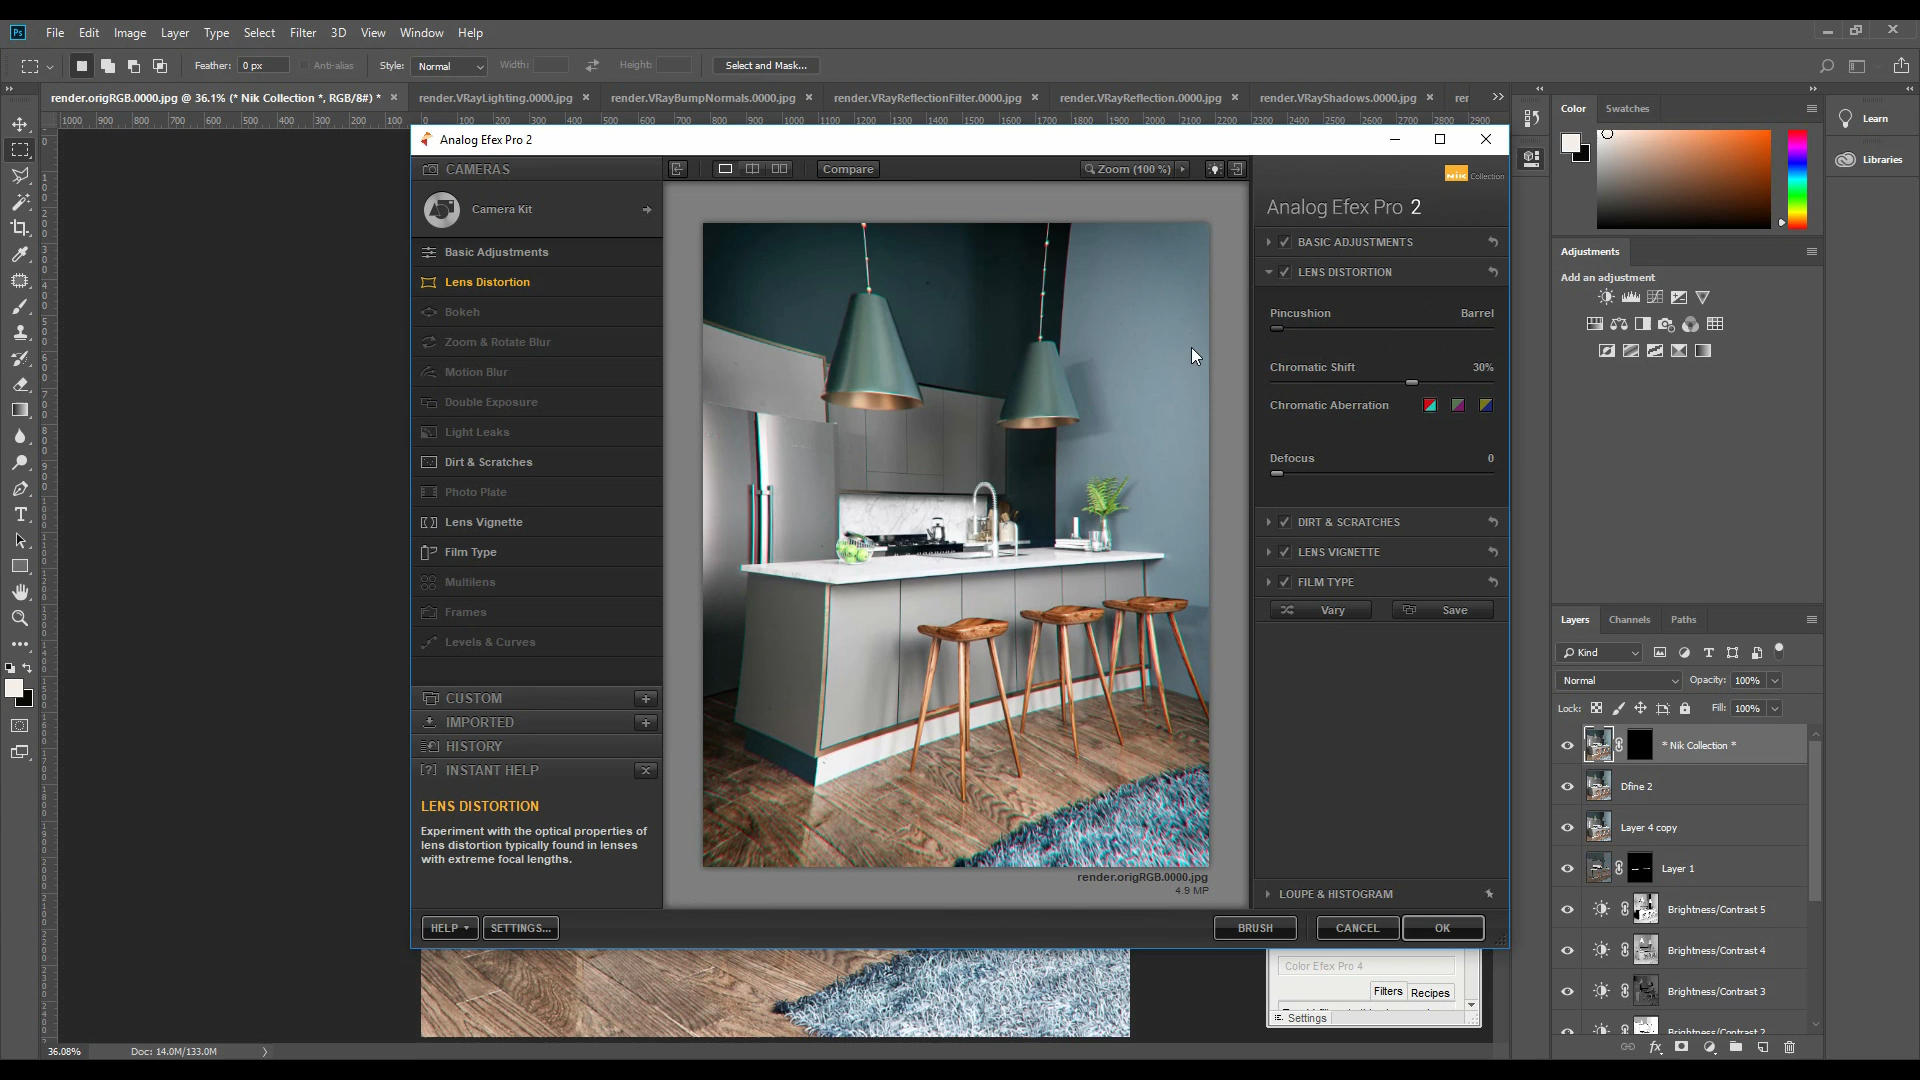 Ps File Edit Image Layer Type Select Filter 3D View Window Help
Feather: 0 px Anti-alias Style: Normal Width: Height: Select and Mask...
render.origRGB.0000.jpg @ 36.1% (* Nik Collection *, RGB/8#) * render.VRayLighting.0000.jpg render.VRayBumpNormals.0000.jpg render.VRayReflectionFilter.0000.jpg render.VRayReflection.0000.jpg render.VRayShadows.0000.jpg rer
Analog Efex Pro 2
CAMERAS
Camera Kit
Basic Adjustments
Lens Distortion
Bokeh
Zoom & Rotate Blur
Motion Blur
Double Exposure
Light Leaks
Dirt & Scratches
Photo Plate
Lens Vignette
Film Type
Multilens
Frames
Levels & Curves
CUSTOM
IMPORTED
HISTORY
INSTANT HELP
LENS DISTORTION
Experiment with the optical properties of
lens distortion typically found in lenses
with extreme focal lengths.
HELP SETTINGS...
Compare Zoom (100 %)
render.origRGB.0000.jpg
4.9 MP
Nik Collection
Analog Efex Pro 2
BASIC ADJUSTMENTS
LENS DISTORTION
Pincushion Barrel
Chromatic Shift 30%
Chromatic Aberration
Defocus 0
DIRT & SCRATCHES
LENS VIGNETTE
FILM TYPE
Vary Save
LOUPE & HISTOGRAM
BRUSH CANCEL OK
Color Efex Pro 4
Filters Recipes
Settings
Color Swatches
Learn
Libraries
Adjustments
Add an adjustment
Layers Channels Paths
Kind
Normal Opacity: 100%
Lock: Fill: 100%
* Nik Collection *
Dfine 2
Layer 4 copy
Layer 1
Brightness/Contrast 5
Brightness/Contrast 4
Brightness/Contrast 3
Brightness/Contrast 2
36.08% Doc: 14.0M/133.0M